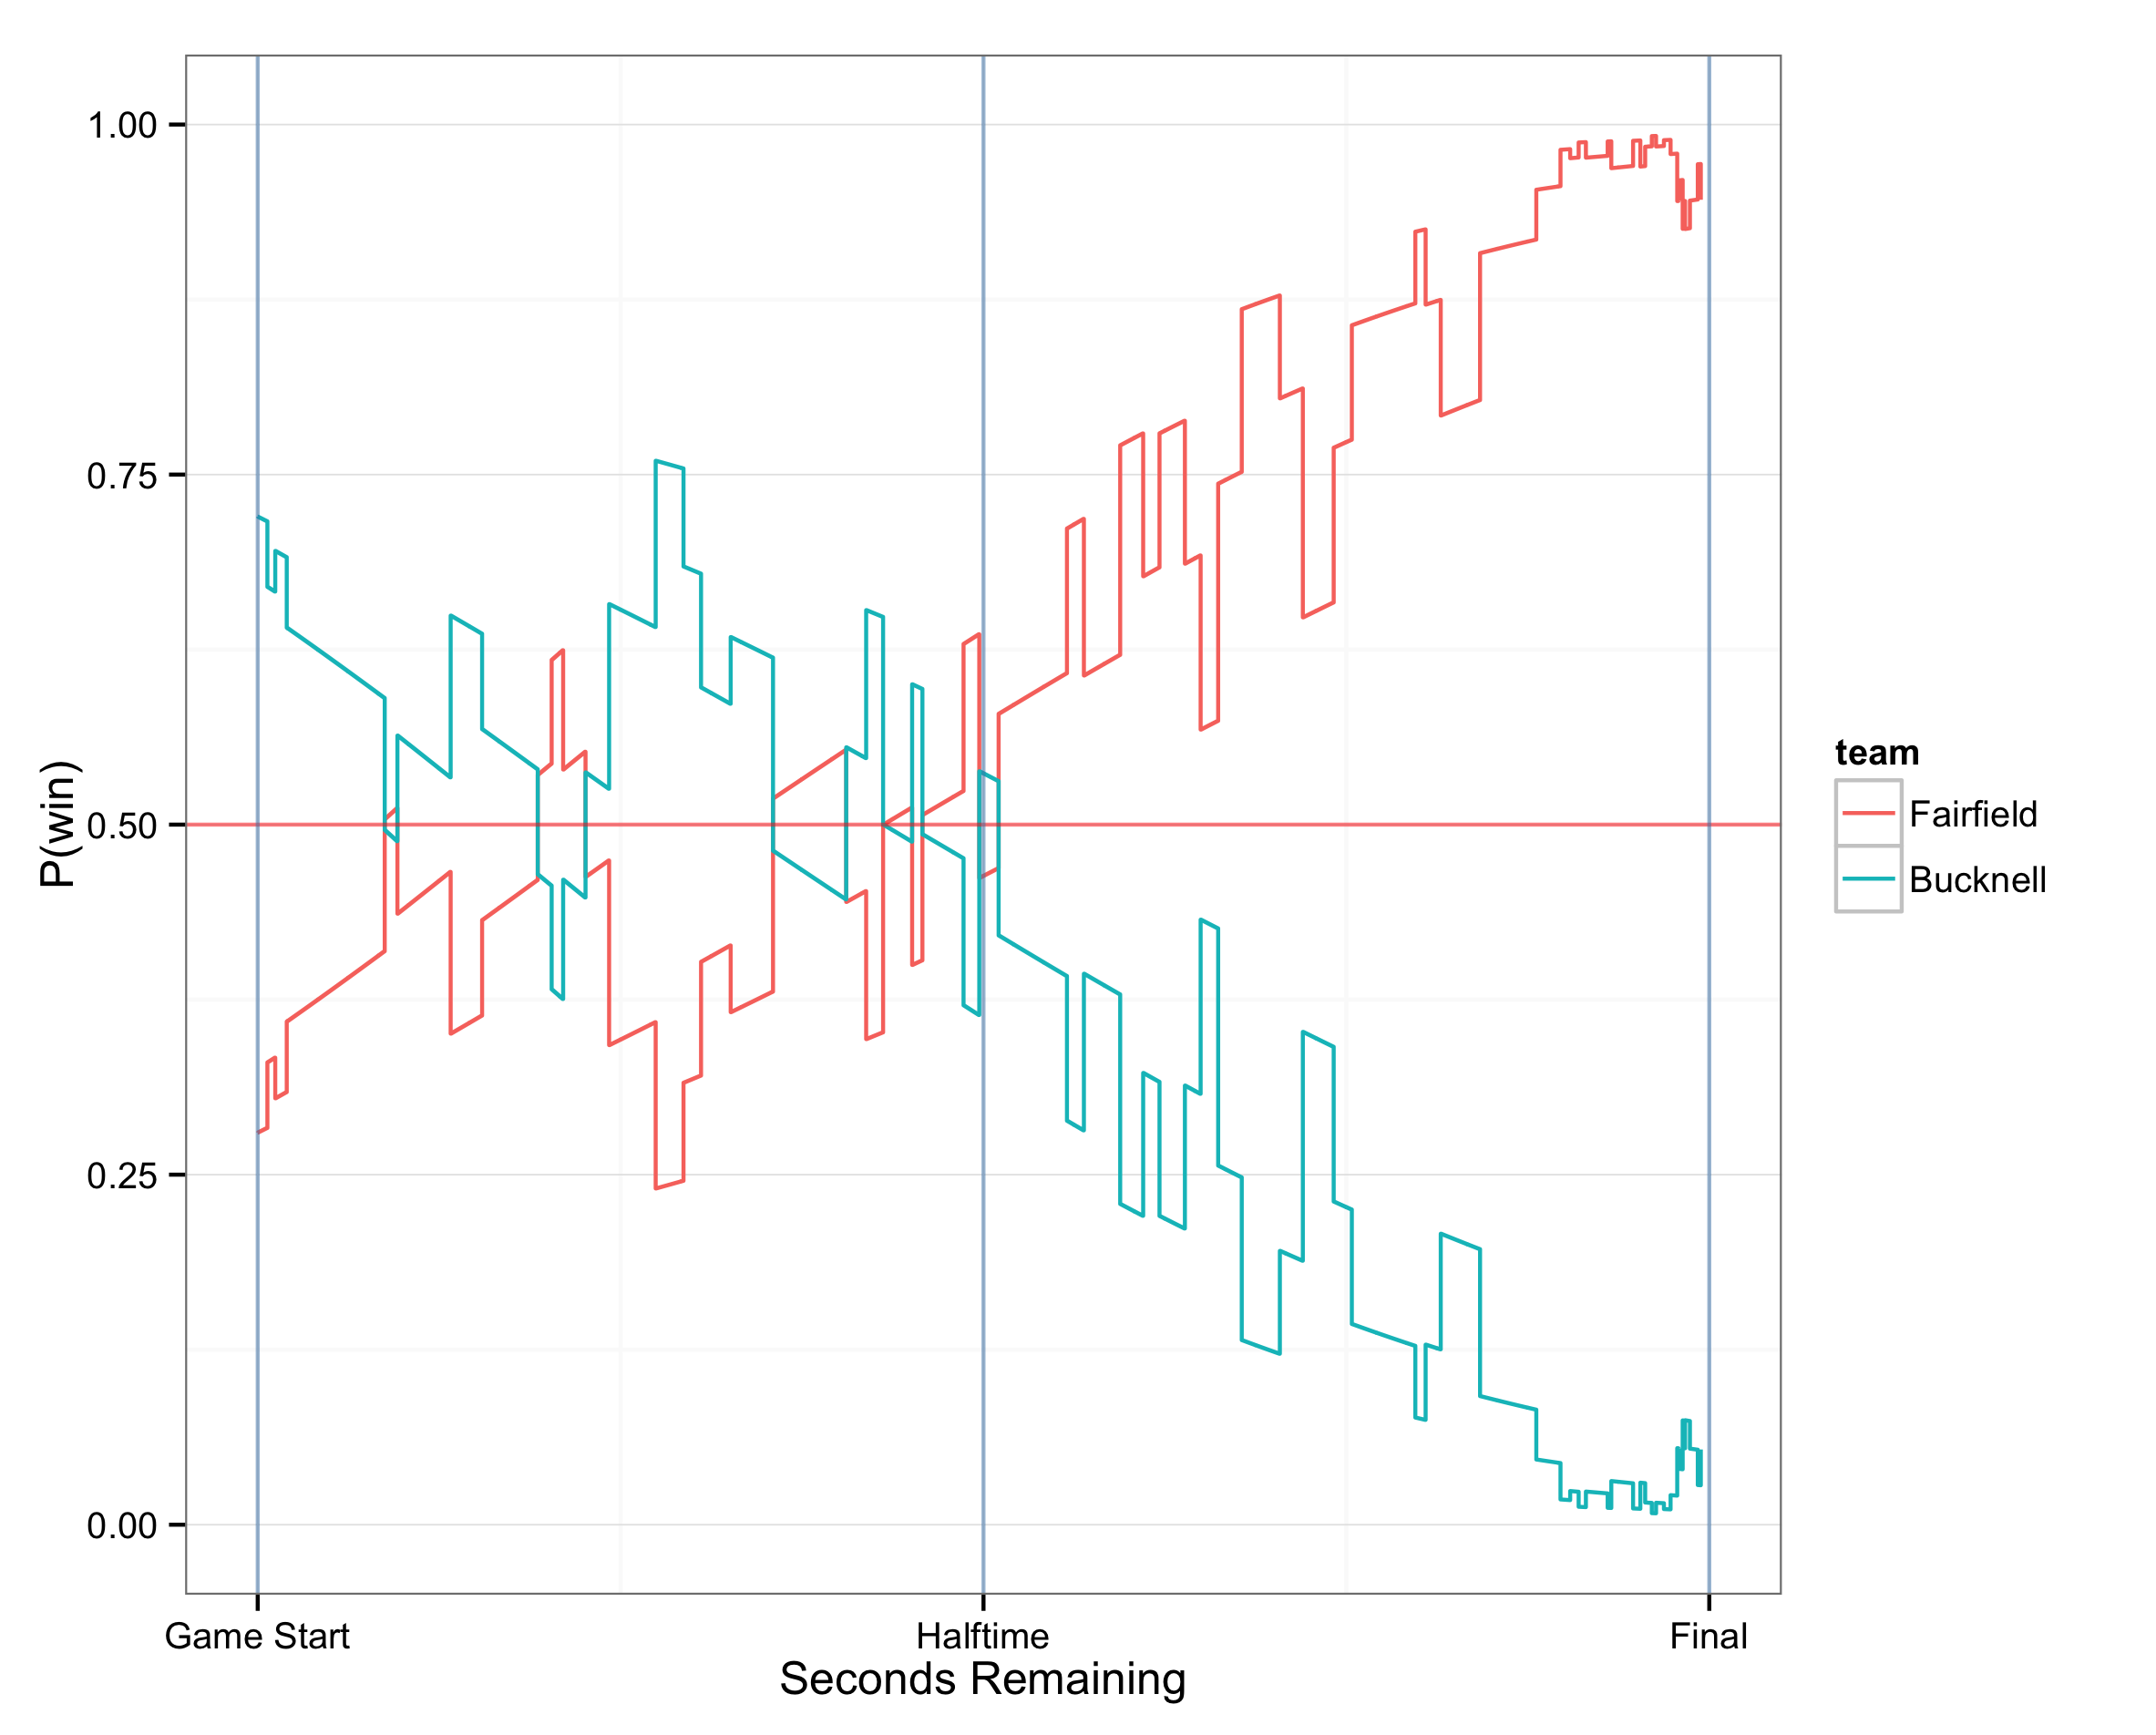 1.00
0.75
0.50
0.25
0.00
P(win)
Game Start
Halftime
Final
Seconds Remaining
team
Fairfield
Bucknell